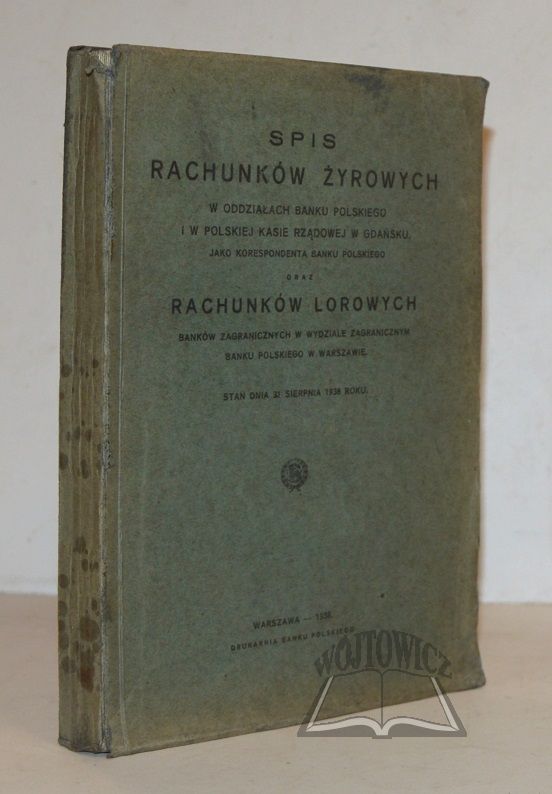 SPIS
RACHUNKÓW ŻYROWYCH
W ODDZIAŁACH BANKU POLSKIEGO
I W POLSKIEJ KASIE RZĄDOWEJ W GDAŃSKU,
JAKO KORESPONDENTA BANKU POLSKIEGO
ORAZ
RACHUNKÓW LOROWYCH
BANKÓW ZAGRANICZNYCH W WYDZIALE ZAGRANICZNYM
BANKU POLSKIEGO W WARSZAWIE.
STAN DNIA 31 SIERPNIA 1938 ROKU.
WARSZAWA — 1938.
DRUKARNIA BANKU POLSKIEGO
WÓJTOWICZ